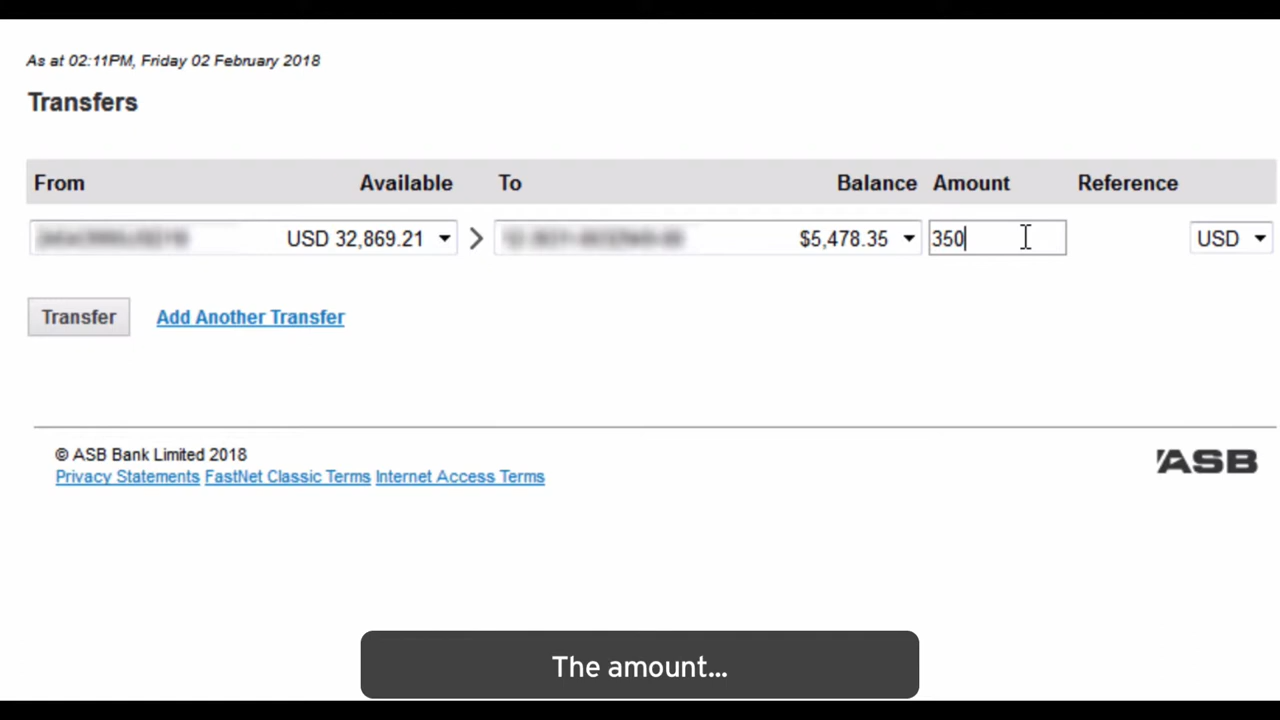 As at 02:11PM, Friday 02 February 2018
Transfers
From Available To Balance Amount Reference
USD 32,869.21 $5,478.35 350 USD
Transfer Add Another Transfer
© ASB Bank Limited 2018
Privacy Statements FastNet Classic Terms Internet Access Terms
ASB
The amount...